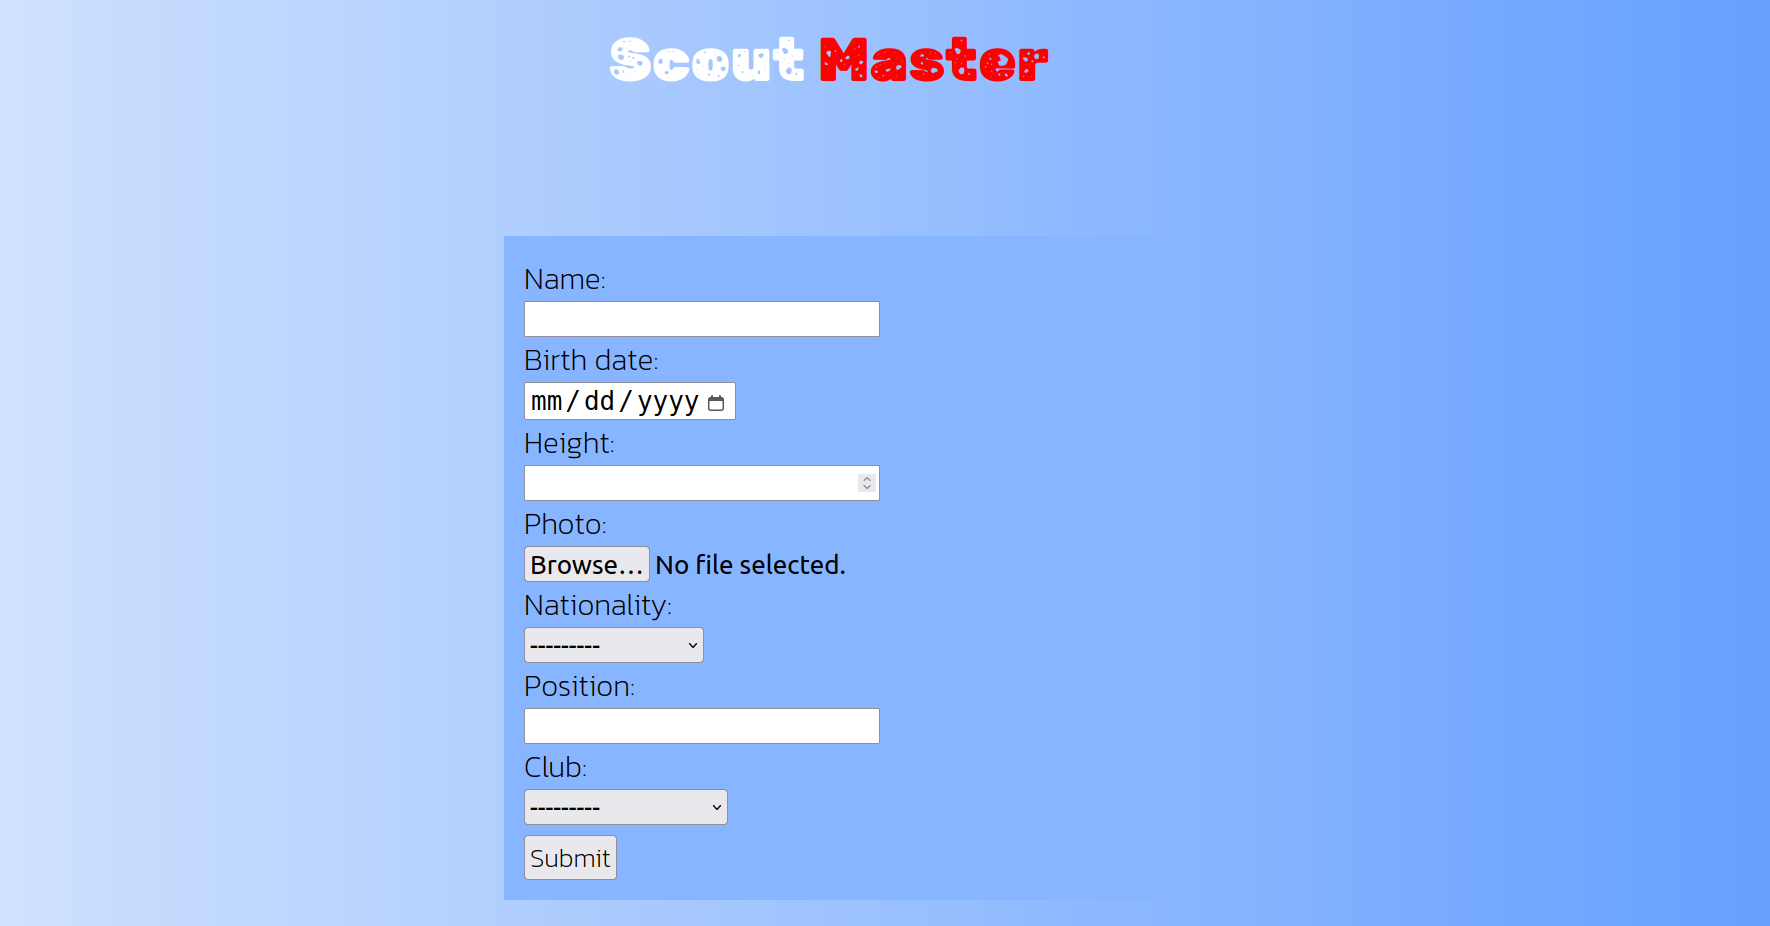 Scout Master
Name:
Birth date:
mm/dd/yyyy
Height:
Photo:
Browse... No file selected.
Nationality:
---------
Position:
Club:
---------
Submit